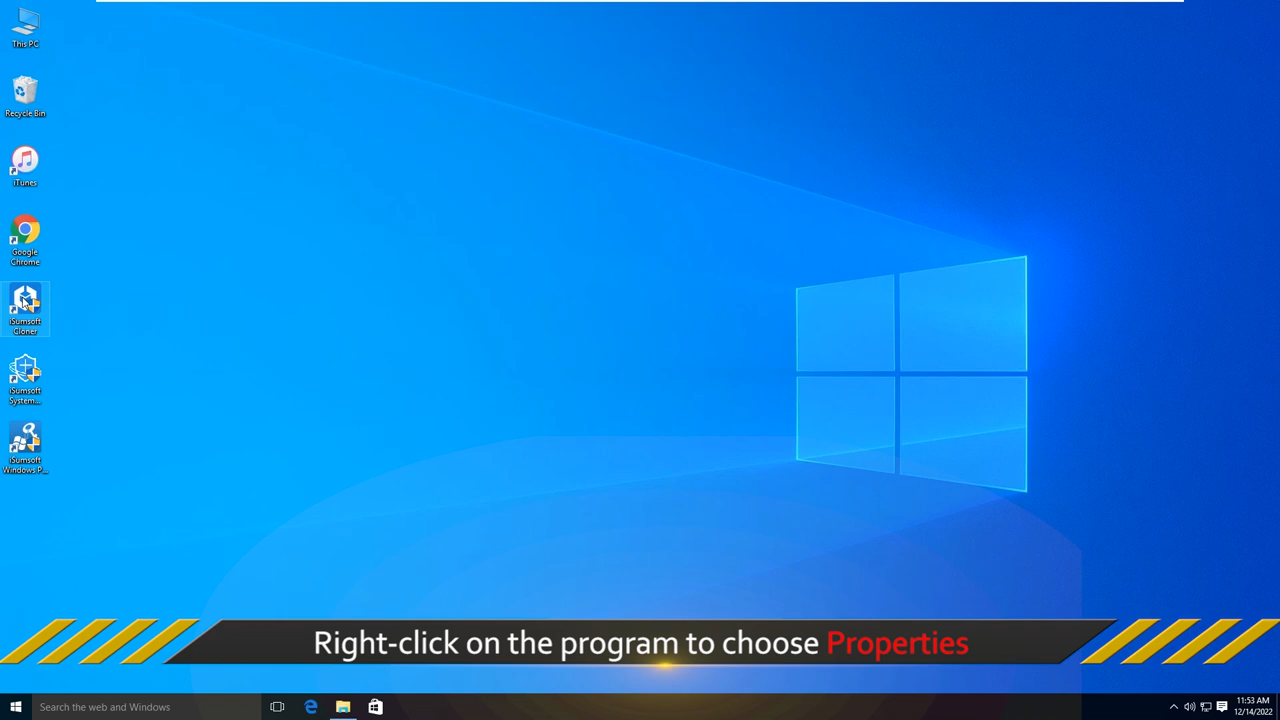 This PC
Recycle Bin
iTunes
Google
Chrome
iSumsoft
Cloner
iSumsoft
System...
iSumsoft
Windows P...
Right-click on the program to choose Properties
Search the web and Windows
11:53 AM
12/14/2022